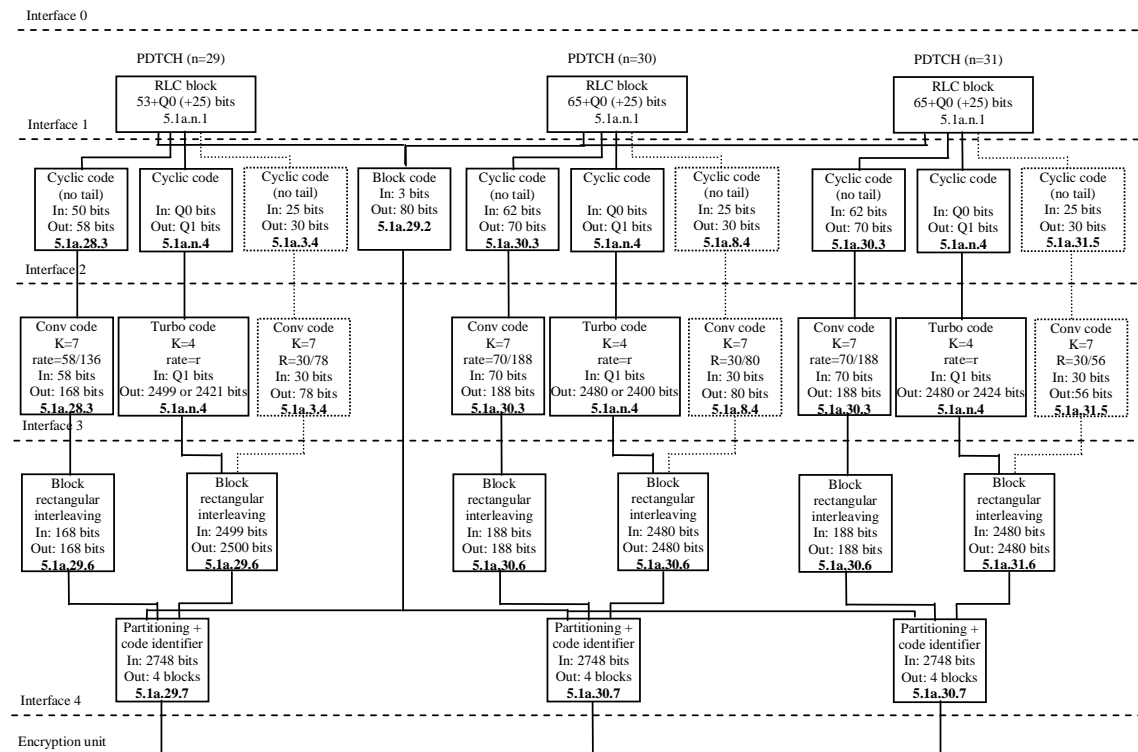 Interface 0
PDTCH (n=29)
PDTCH (n=30)
PDTCH (n=31)
RLC block
53+Q0 (+25) bits
5.1a.n.1
RLC block
65+Q0 (+25) bits
5.1a.n.1
RLC block
65+Q0 (+25) bits
5.1a.n.1
Interface 1
Cyclic code
(no tail)
In: 50 bits
Out: 58 bits
5.1a.28.3
Cyclic code
In: Q0 bits
Out: Q1 bits
5.1a.n.4
Cyclic code
(no tail)
In: 25 bits
Out: 30 bits
5.1a.3.4
Block code
In: 3 bits
Out: 80 bits
5.1a.29.2
Cyclic code
(no tail)
In: 62 bits
Out: 70 bits
5.1a.30.3
Cyclic code
In: Q0 bits
Out: Q1 bits
5.1a.n.4
Cyclic code
(no tail)
In: 25 bits
Out: 30 bits
5.1a.8.4
Cyclic code
(no tail)
In: 62 bits
Out: 70 bits
5.1a.30.3
Cyclic code
In: Q0 bits
Out: Q1 bits
5.1a.n.4
Cyclic code
(no tail)
In: 25 bits
Out: 30 bits
5.1a.31.5
Interface 2
Conv code
K=7
rate=58/136
In: 58 bits
Out: 168 bits
5.1a.28.3
Turbo code
K=4
rate=r
In: Q1 bits
Out: 2499 or 2421 bits
5.1a.n.4
Conv code
K=7
R=30/78
In: 30 bits
Out: 78 bits
5.1a.3.4
Conv code
K=7
rate=70/188
In: 70 bits
Out: 188 bits
5.1a.30.3
Turbo code
K=4
rate=r
In: Q1 bits
Out: 2480 or 2400 bits
5.1a.n.4
Conv code
K=7
R=30/80
In: 30 bits
Out: 80 bits
5.1a.8.4
Conv code
K=7
rate=70/188
In: 70 bits
Out: 188 bits
5.1a.30.3
Turbo code
K=4
rate=r
In: Q1 bits
Out: 2480 or 2424 bits
5.1a.n.4
Conv code
K=7
R=30/56
In: 30 bits
Out:56 bits
5.1a.31.5
Interface 3
Block
rectangular
interleaving
In: 168 bits
Out: 168 bits
5.1a.29.6
Block
rectangular
interleaving
In: 2499 bits
Out: 2500 bits
5.1a.29.6
Block
rectangular
interleaving
In: 188 bits
Out: 188 bits
5.1a.30.6
Block
rectangular
interleaving
In: 2480 bits
Out: 2480 bits
5.1a.30.6
Block
rectangular
interleaving
In: 188 bits
Out: 188 bits
5.1a.30.6
Block
rectangular
interleaving
In: 2480 bits
Out: 2480 bits
5.1a.31.6
Partitioning +
code identifier
In: 2748 bits
Out: 4 blocks
5.1a.29.7
Partitioning +
code identifier
In: 2748 bits
Out: 4 blocks
5.1a.30.7
Partitioning +
code identifier
In: 2748 bits
Out: 4 blocks
5.1a.30.7
Interface 4
Encryption unit